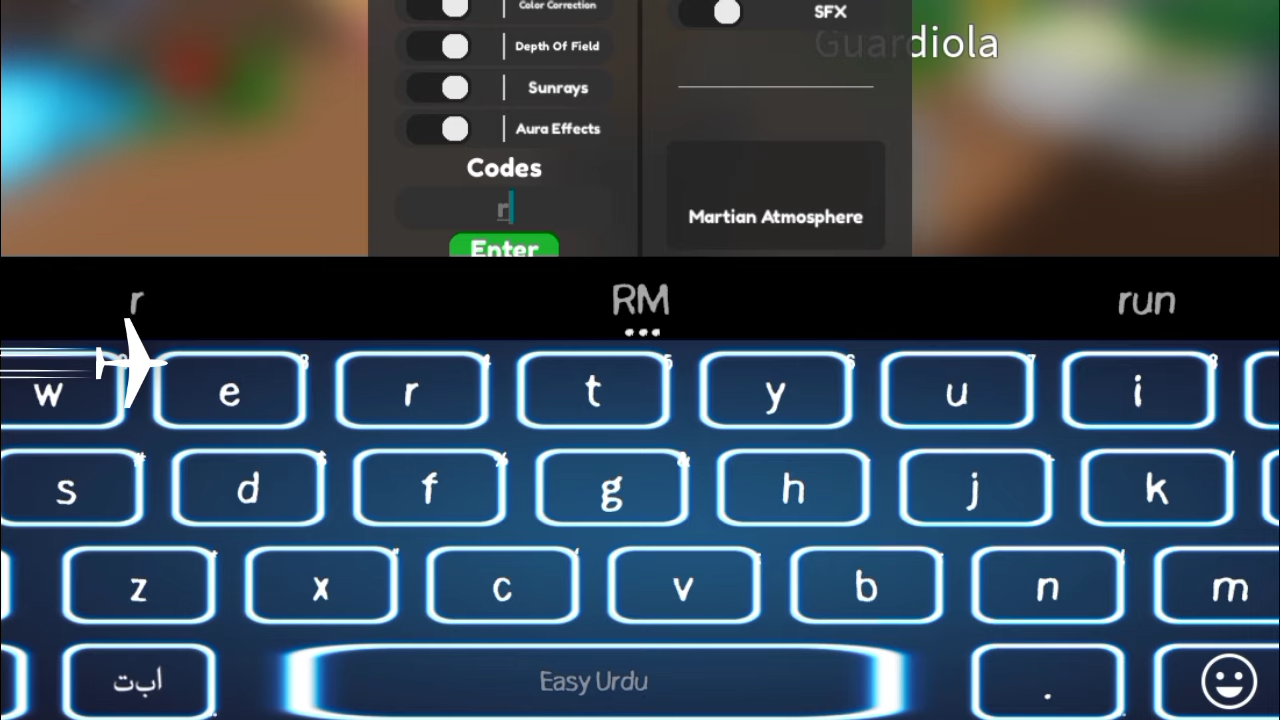 Color Correction
SFX
Guardiola
Depth Of Field
Sunrays
Aura Effects
Codes
r
Martian Atmosphere
Enter
r RM run
w e r t y u i
s d f g h j k
z x c v b n m
ابت Easy Urdu .